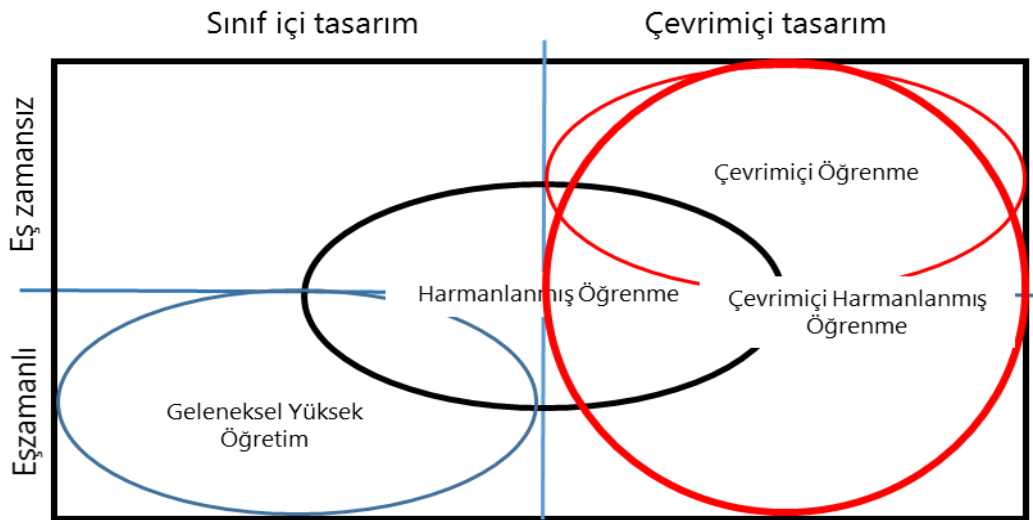 Sınıf içi tasarım
Çevrimiçi tasarım
Eş zamansız
Eşzamanlı
Çevrimiçi Öğrenme
Harmanlanmış Öğrenme
Çevrimiçi Harmanlanmış
Öğrenme
Geleneksel Yüksek
Öğretim